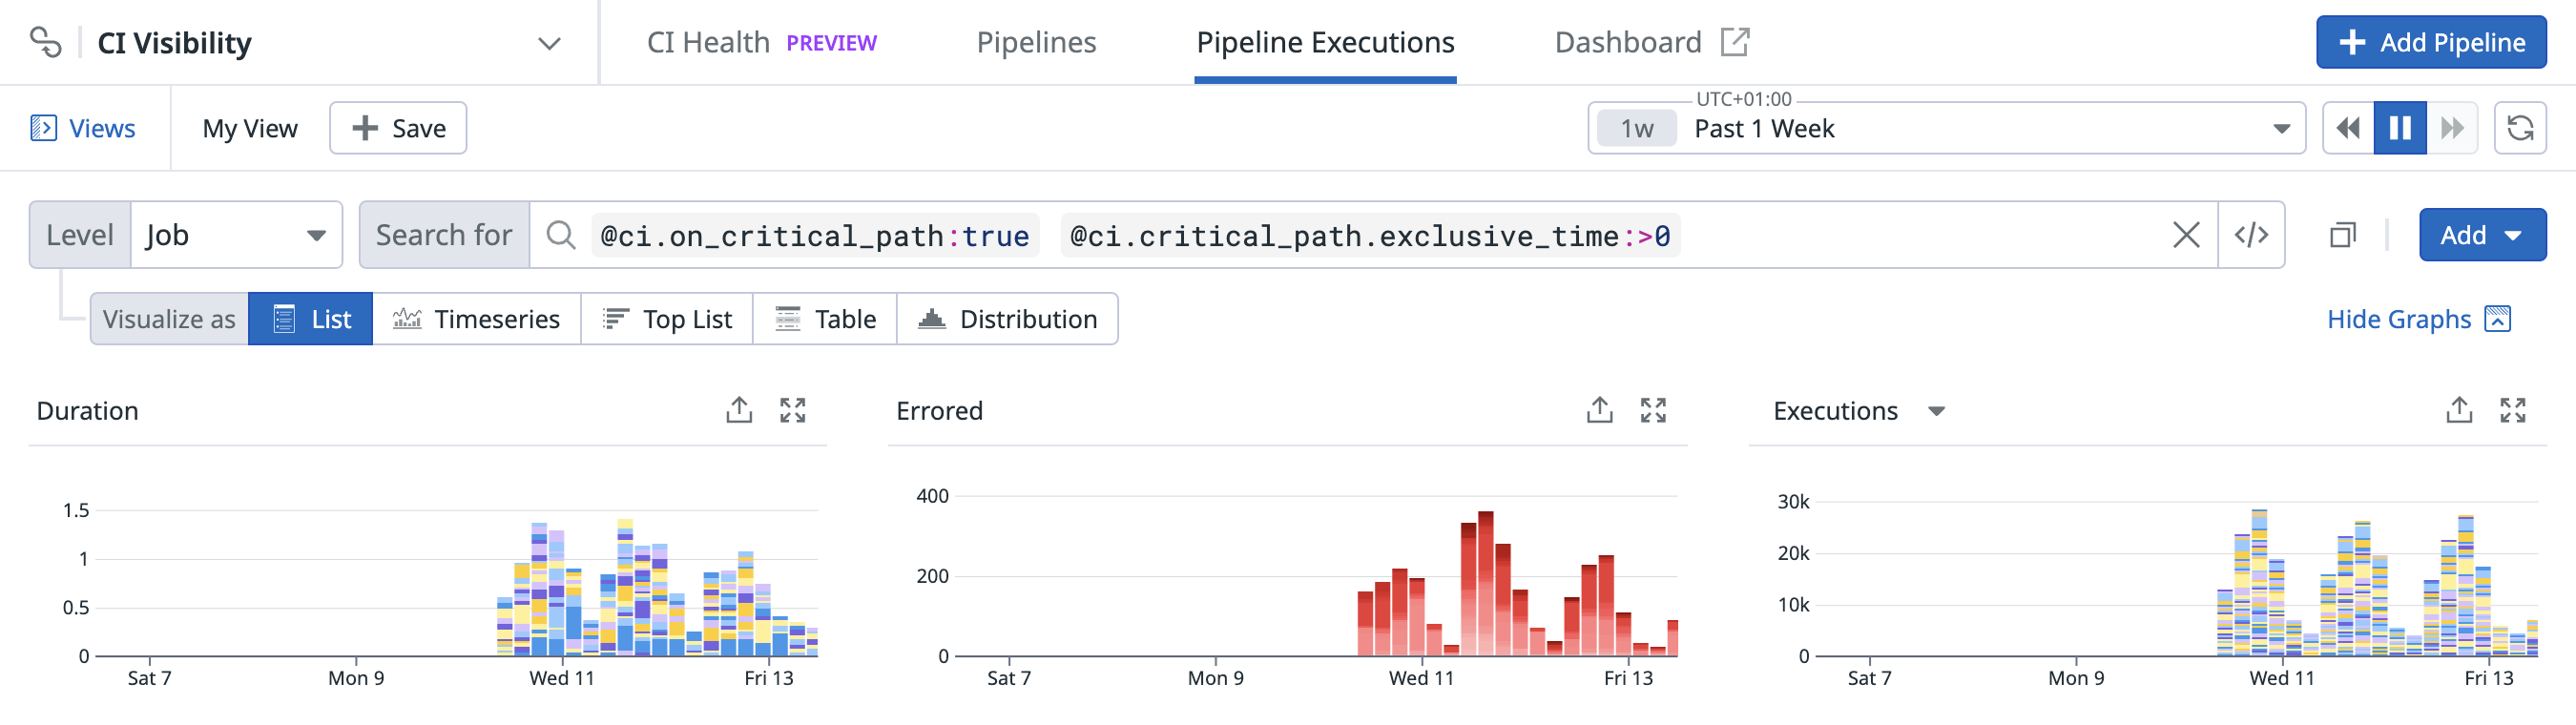 CI Visibility
CI Health PREVIEW
Pipelines
Pipeline Executions
Dashboard
Add Pipeline
Views
My View
Save
UTC+01:00
1w Past 1 Week
Level Job
Search for @ci.on_critical_path:true @ci.critical_path.exclusive_time:>0
</>
Add
Visualize as List Timeseries Top List Table Distribution
Hide Graphs
Duration
1.5
1
0.5
0
Sat 7 Mon 9 Wed 11 Fri 13
Errored
400
200
0
Sat 7 Mon 9 Wed 11 Fri 13
Executions
30k
20k
10k
0
Sat 7 Mon 9 Wed 11 Fri 13